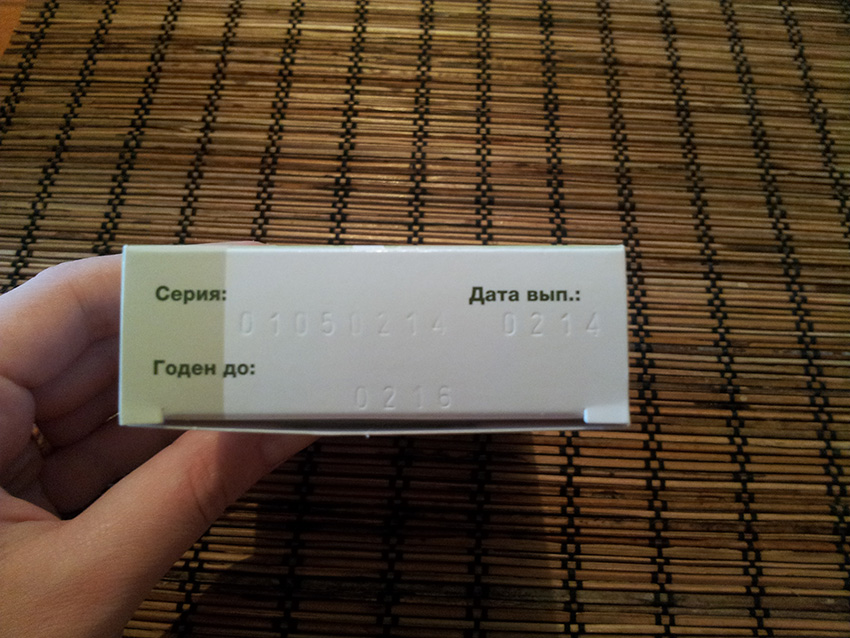 Серия: Дата вып.:
01050214 0214
Годен до:
0216